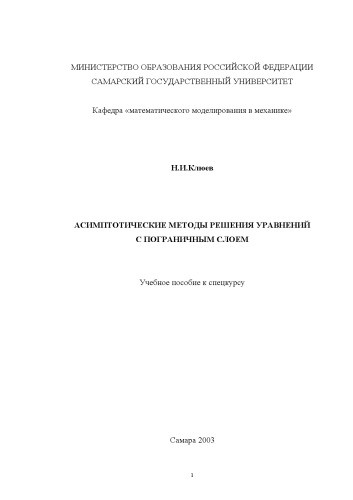 МИНИСТЕРСТВО ОБРАЗОВАНИЯ РОССИЙСКОЙ ФЕДЕРАЦИИ
САМАРСКИЙ ГОСУДАРСТВЕННЫЙ УНИВЕРСИТЕТ
Кафедра «математического моделирования в механике»
Н.И.Клюев
АСИМПТОТИЧЕСКИЕ МЕТОДЫ РЕШЕНИЯ УРАВНЕНИЙ
С ПОГРАНИЧНЫМ СЛОЕМ
Учебное пособие к спецкурсу
Самара 2003
1